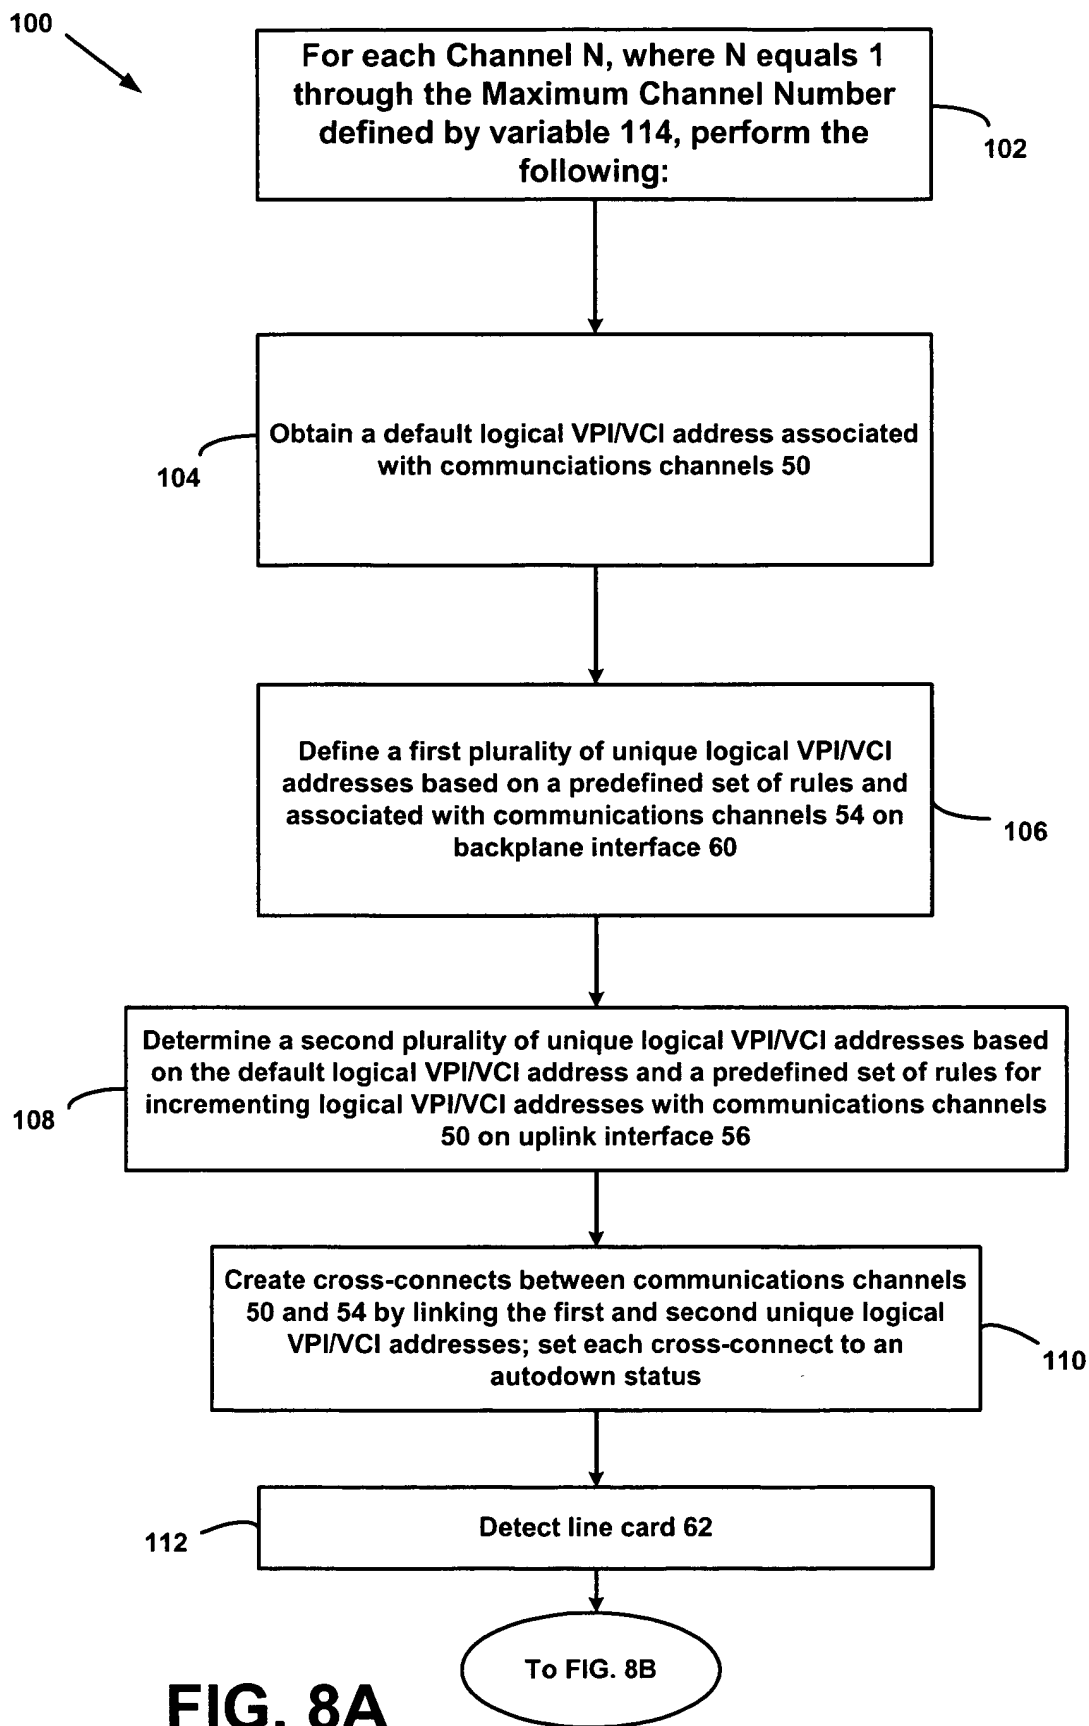 100
For each Channel N, where N equals 1
through the Maximum Channel Number
defined by variable 114, perform the
following:
102
Obtain a default logical VPI/VCI address associated
with communciations channels 50
104
Define a first plurality of unique logical VPI/VCI
addresses based on a predefined set of rules and
associated with communications channels 54 on
backplane interface 60
106
Determine a second plurality of unique logical VPI/VCI addresses based
on the default logical VPI/VCI address and a predefined set of rules for
incrementing logical VPI/VCI addresses with communications channels
50 on uplink interface 56
108
Create cross-connects between communications channels
50 and 54 by linking the first and second unique logical
VPI/VCI addresses; set each cross-connect to an
autodown status
110
Detect line card 62
112
To FIG. 8B
FIG. 8A